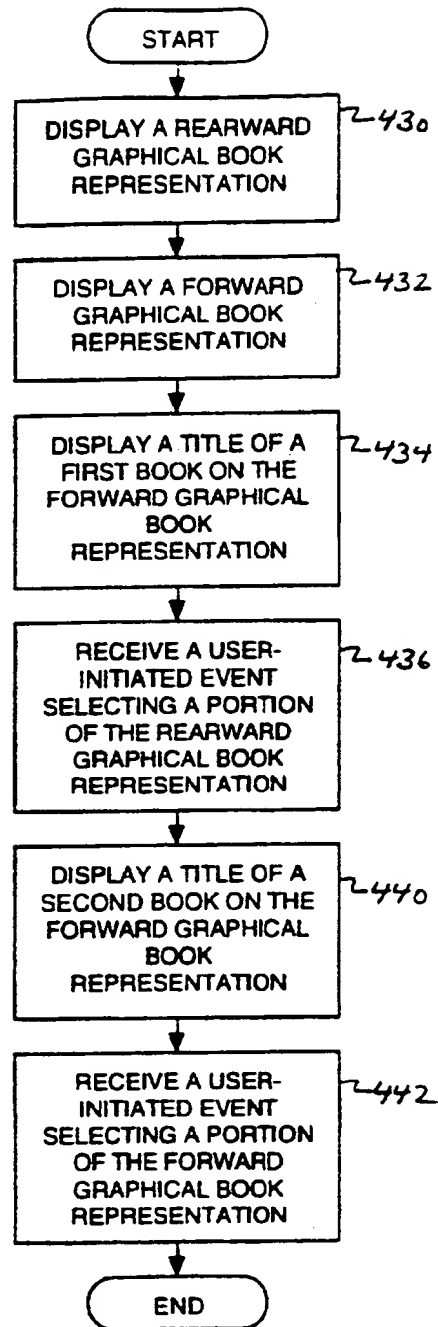 START
DISPLAY A REARWARD
430
GRAPHICAL BOOK
REPRESENTATION
DISPLAY A FORWARD
432
GRAPHICAL BOOK
REPRESENTATION
DISPLAY A TITLE OF A
434
FIRST BOOK ON THE
FORWARD GRAPHICAL
BOOK
REPRESENTATION
RECEIVE A USER-
436
INITIATED EVENT
SELECTING A PORTION
OF THE REARWARD
GRAPHICAL BOOK
REPRESENTATION
DISPLAY A TITLE OF A
440
SECOND BOOK ON THE
FORWARD GRAPHICAL
BOOK
REPRESENTATION
RECEIVE A USER-
442
INITIATED EVENT
SELECTING A PORTION
OF THE FORWARD
GRAPHICAL BOOK
REPRESENTATION
END